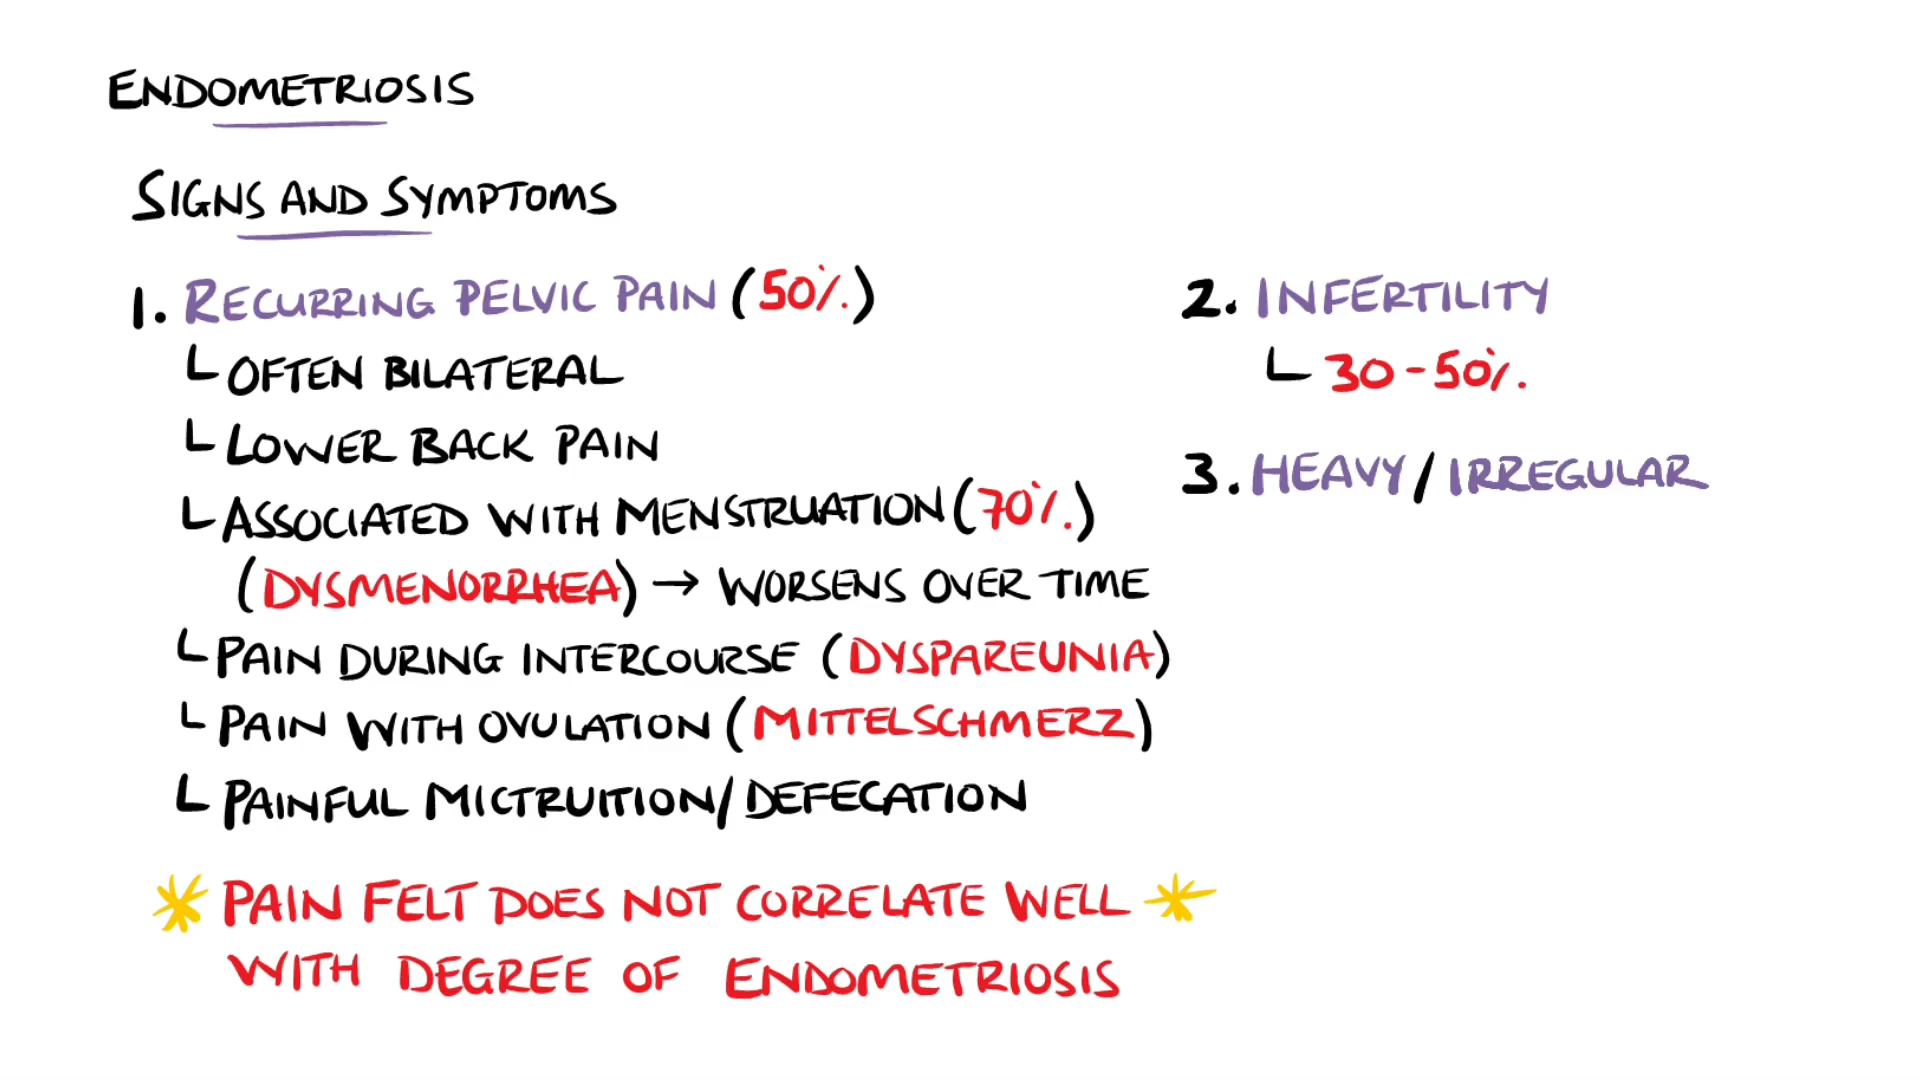 ENDOMETRIOSIS
SIGNS AND SYMPTOMS
1. RECURRING PELVIC PAIN (50%)
OFTEN BILATERAL
LOWER BACK PAIN
ASSOCIATED WITH MENSTRUATION (70%)
(DYSMENORRHEA) → WORSENS OVER TIME
PAIN DURING INTERCOURSE (DYSPAREUNIA)
PAIN WITH OVULATION (MITTELSCHMERZ)
PAINFUL MICTRUITION/DEFECATION
* PAIN FELT DOES NOT CORRELATE WELL *
WITH DEGREE OF ENDOMETRIOSIS
2. INFERTILITY
30-50%
3. HEAVY/IRREGULAR